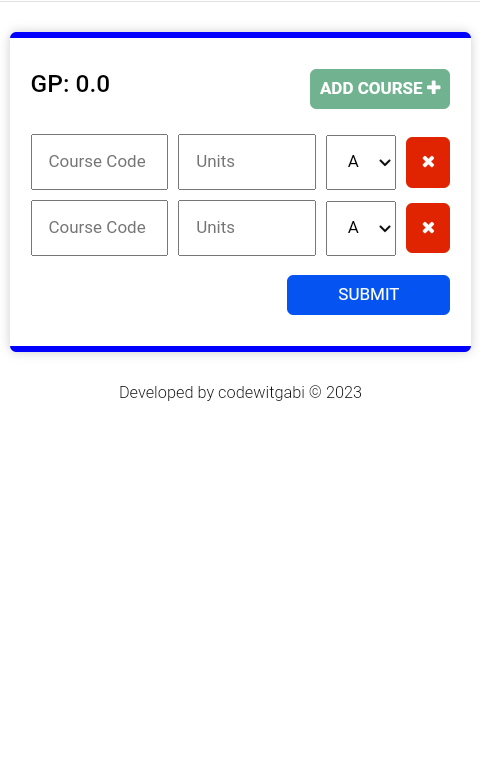 GP: 0.0
ADD COURSE
Course Code Units A
Course Code Units A
SUBMIT
Developed by codewitgabi © 2023